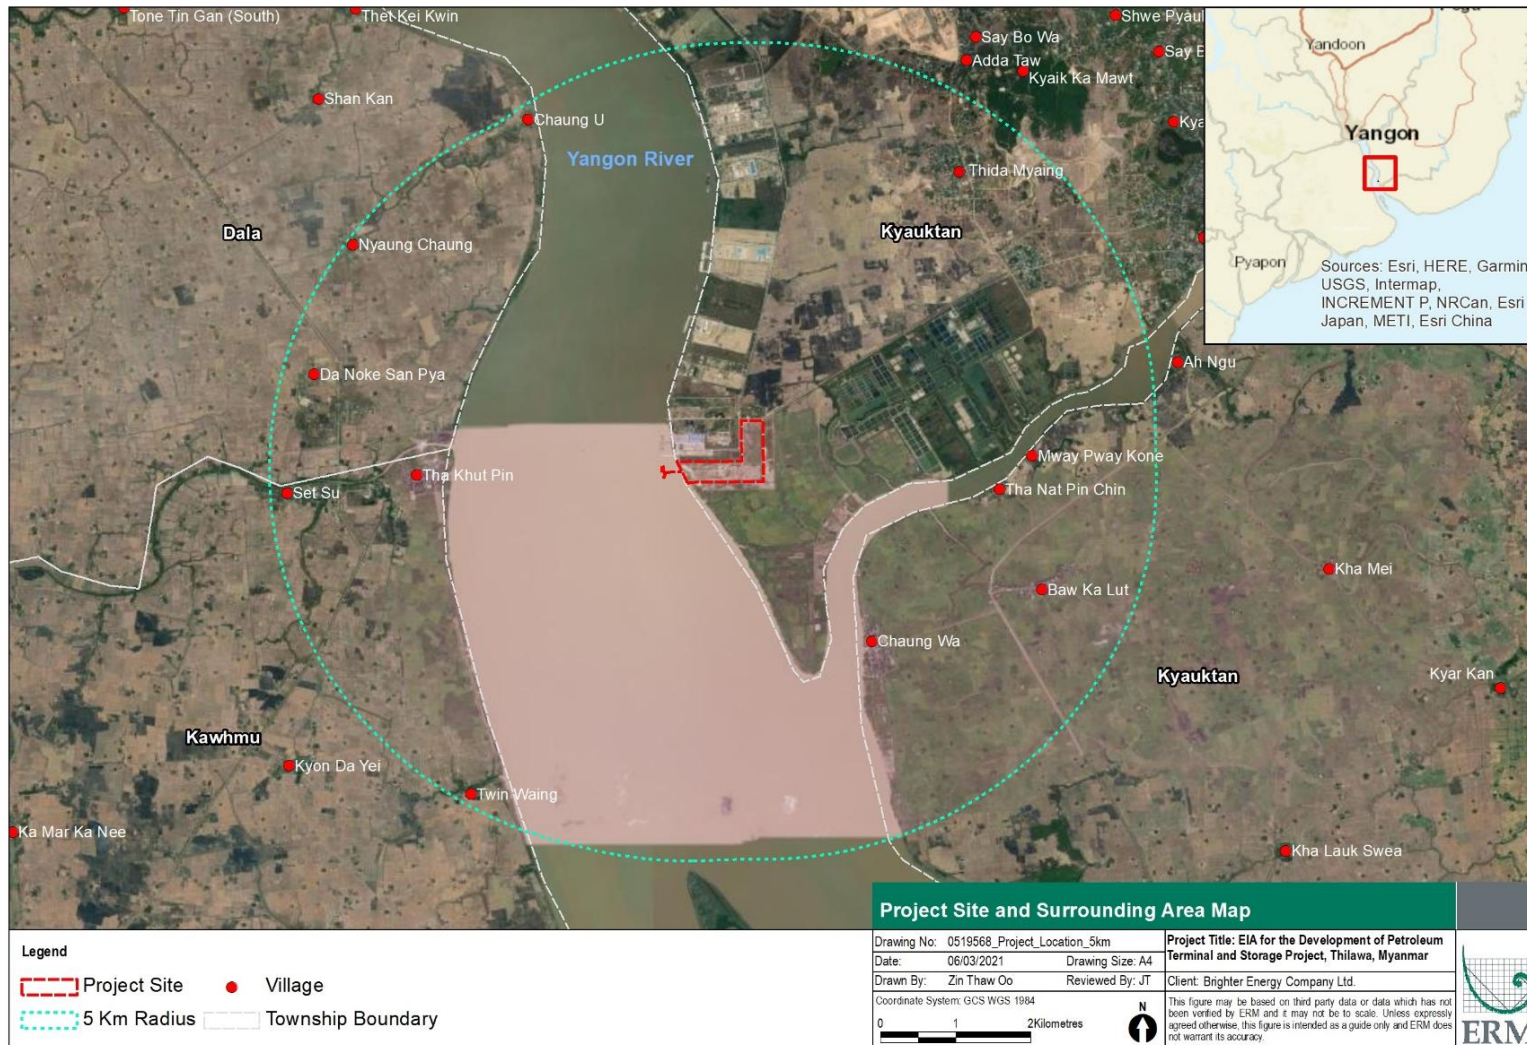 Tone Tin Gan (South)
Thet Kei Kwin
Shwe Pyaul
Say Bo Wa
Adda Taw
Say B
Kyaik Ka Mawt
Shan Kan
Chaung U
Kya
Yangon River
Thida Myaing
Dala
Kyauktan
Nyaung Chaung
Ah Ngu
Da Noke San Pya
Mway Pway Kone
Tha Khut Pin
Set Su
Tha Nat Pin Chin
Kha Mei
Baw Ka Lut
Chaung Wa
Kyauktan
Kyar Kan
Kawhmu
Kyon Da Yei
Twin Waing
Ka Mar Ka Nee
Kha Lauk Swea
Yandoon
Yangon
Pyapon
Sources: Esri, HERE, Garmin
USGS, Intermap,
INCREMENT P, NRCan, Esri
Japan, METI, Esri China
Project Site and Surrounding Area Map
Drawing No: 0519568_Project_Location_5km
Date: 06/03/2021 Drawing Size: A4
Drawn By: Zin Thaw Oo Reviewed By: JT
Coordinate System: GCS WGS 1984
0 1 2Kilometres
N
Project Title: EIA for the Development of Petroleum
Terminal and Storage Project, Thilawa, Myanmar
Client: Brighter Energy Company Ltd.
This figure may be based on third party data or data which has not
been verified by ERM and it may not be to scale. Unless expressly
agreed otherwise, this figure is intended as a guide only and ERM does
not warrant its accuracy.
ERM
Legend
Project Site
Village
5 Km Radius
Township Boundary